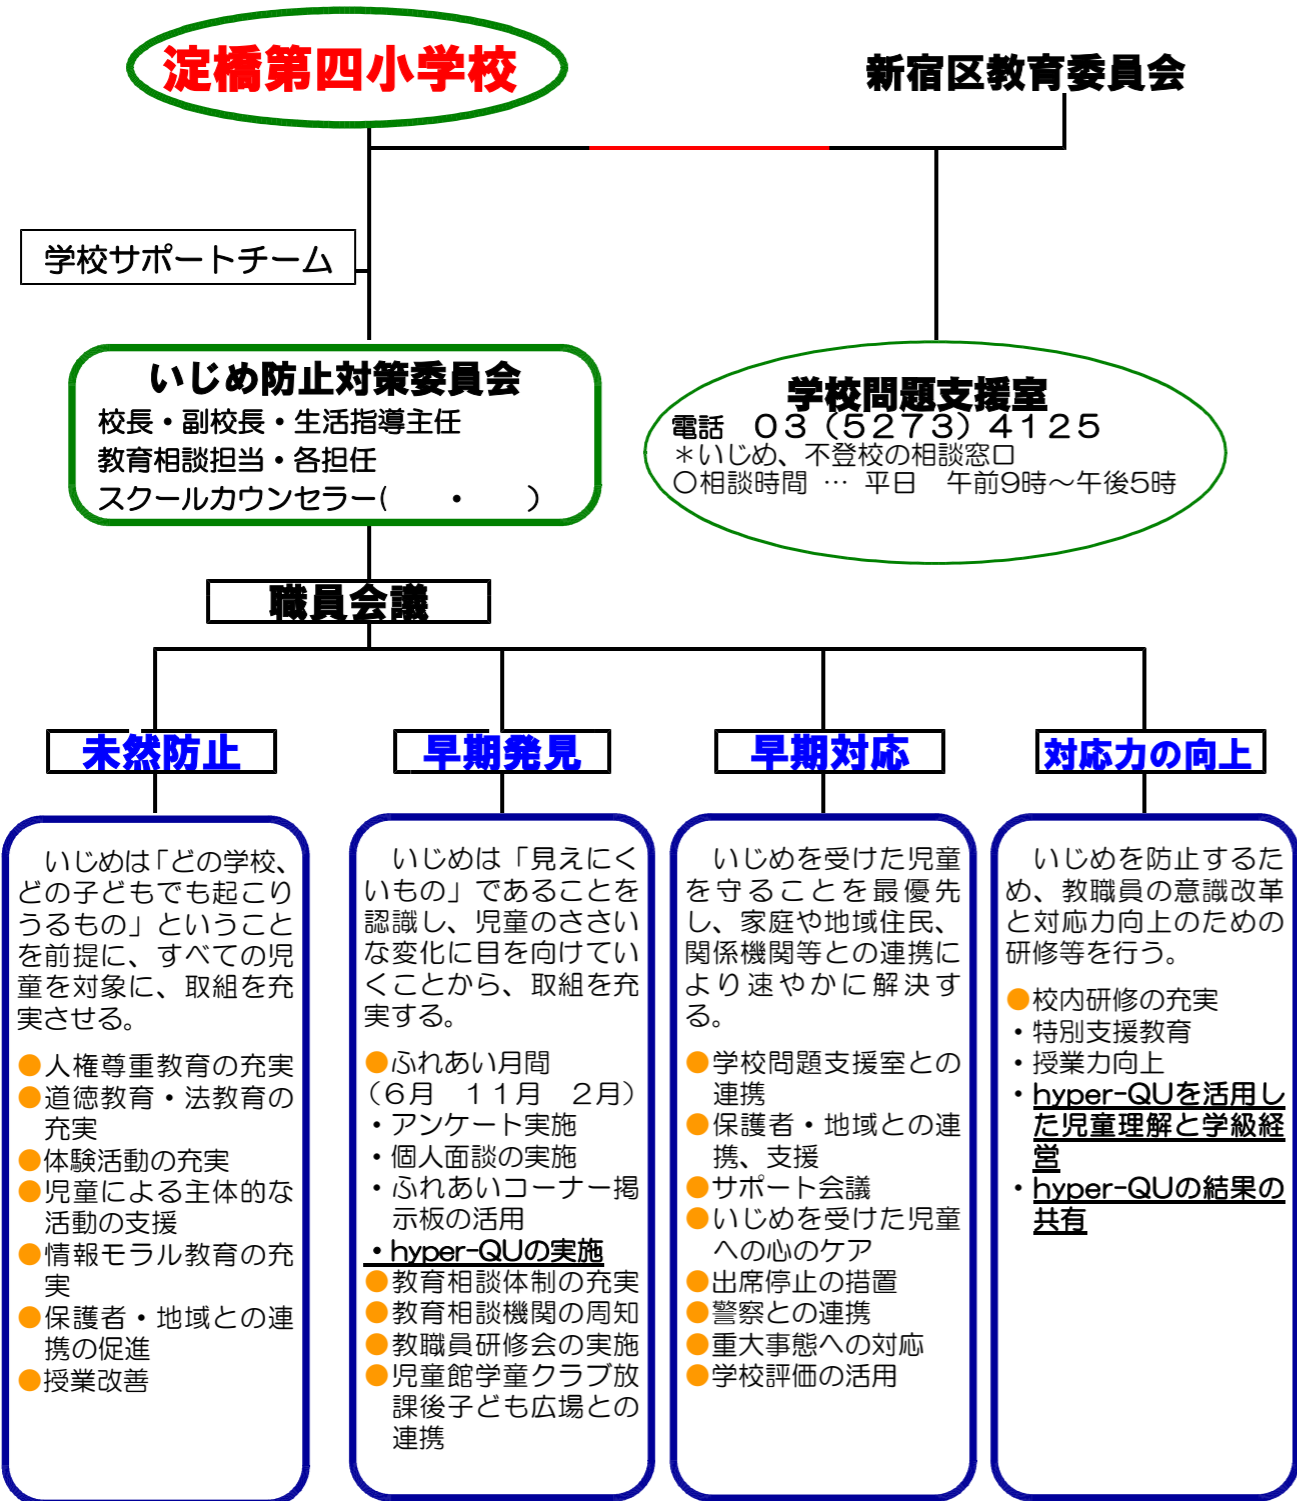 淀橋第四小学校
新宿区教育委員会
学校サポートチーム
いじめ防止対策委員会
校長・副校長・生活指導主任
教育相談担当・各担任
スクールカウンセラー(　　・　　)
学校問題支援室
電話　０３（５２７３）４１２５
＊いじめ、不登校の相談窓口
〇相談時間 … 平日　午前9時～午後5時
職員会議
未然防止
いじめは「どの学校、
どの子どもでも起こり
うるもの」ということ
を前提に、すべての児
童を対象に、取組を充
実させる。
●人権尊重教育の充実
●道徳教育・法教育の
充実
●体験活動の充実
●児童による主体的な
活動の支援
●情報モラル教育の充
実
●保護者・地域との連
携の促進
●授業改善
早期発見
いじめは「見えにく
いもの」であることを
認識し、児童のささい
な変化に目を向けてい
くことから、取組を充
実する。
●ふれあい月間
（６月　１１月　２月）
・アンケート実施
・個人面談の実施
・ふれあいコーナー掲
示板の活用
・hyper-QUの実施
●教育相談体制の充実
●教育相談機関の周知
●教職員研修会の実施
●児童館学童クラブ放
課後子ども広場との
連携
早期対応
いじめを受けた児童
を守ることを最優先
し、家庭や地域住民、
関係機関等との連携に
より速やかに解決す
る。
●学校問題支援室との
連携
●保護者・地域との連
携、支援
●サポート会議
●いじめを受けた児童
への心のケア
●出席停止の措置
●警察との連携
●重大事態への対応
●学校評価の活用
対応力の向上
いじめを防止するた
め、教職員の意識改革
と対応力向上のための
研修等を行う。
●校内研修の充実
・特別支援教育
・授業力向上
・hyper-QUを活用し
た児童理解と学級経
営
・hyper-QUの結果の
共有